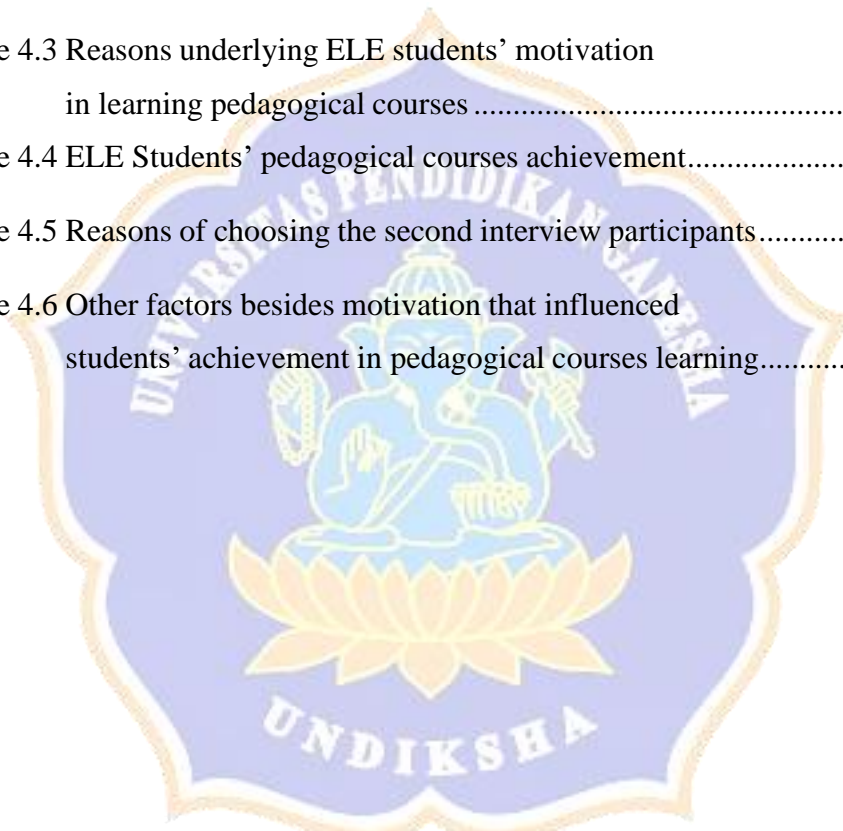 e 4.3 Reasons underlying ELE students’ motivation
in learning pedagogical courses ................................................
e 4.4 ELE Students’ pedagogical courses achievement....................
e 4.5 Reasons of choosing the second interview participants...........
e 4.6 Other factors besides motivation that influenced
students’ achievement in pedagogical courses learning...........
UNIVERSITAS PENDIDIKAN GANESHA
UNDIKSHA